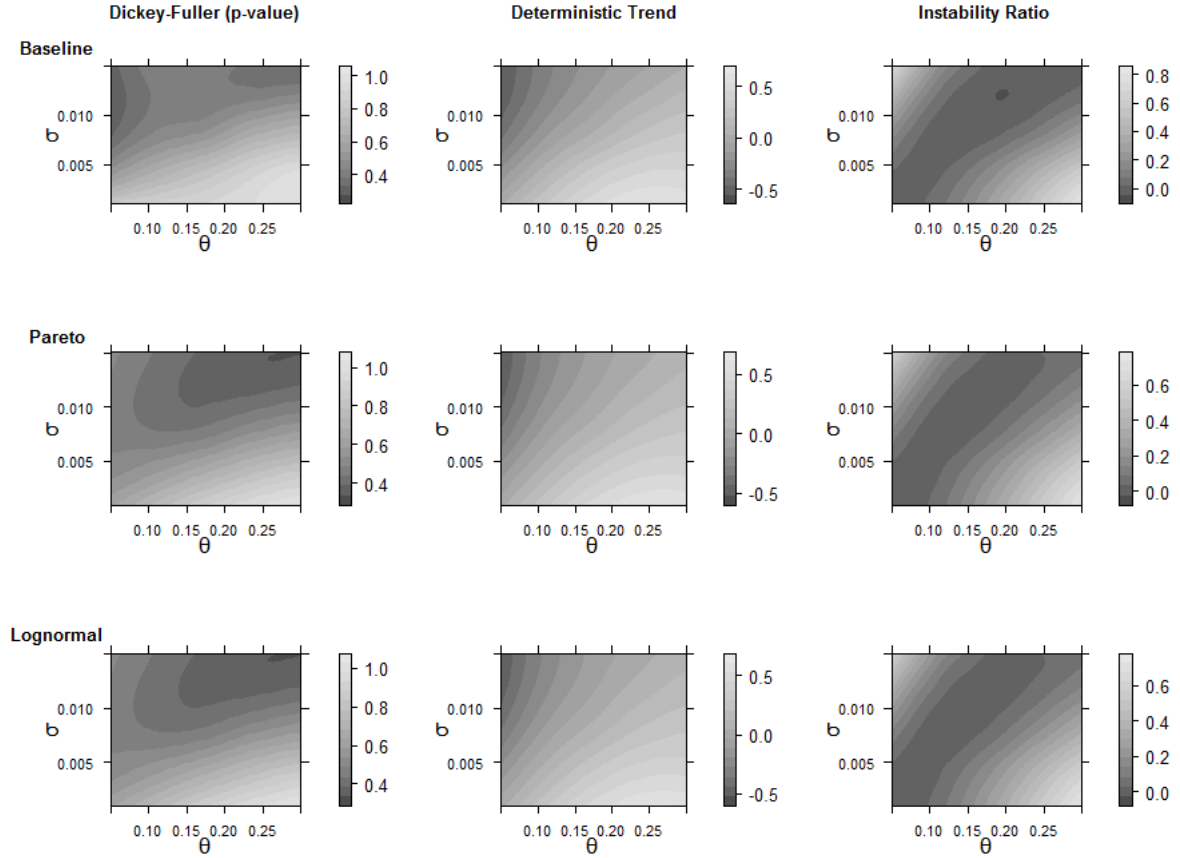 Dickey-Fuller (p-value) Deterministic Trend Instability Ratio
Baseline
σ 0.010 0.005 1.0 0.8 0.6 0.4 σ 0.010 0.005 0.5 0.0 -0.5 σ 0.010 0.005 0.8 0.6 0.4 0.2 0.0
0.10 0.15 0.20 0.25 0.10 0.15 0.20 0.25 0.10 0.15 0.20 0.25
θ θ θ
Pareto
σ 0.010 0.005 1.0 0.8 0.6 0.4 σ 0.010 0.005 0.5 0.0 -0.5 σ 0.010 0.005 0.6 0.4 0.2 0.0
0.10 0.15 0.20 0.25 0.10 0.15 0.20 0.25 0.10 0.15 0.20 0.25
θ θ θ
Lognormal
σ 0.010 0.005 1.0 0.8 0.6 0.4 σ 0.010 0.005 0.5 0.0 -0.5 σ 0.010 0.005 0.6 0.4 0.2 0.0
0.10 0.15 0.20 0.25 0.10 0.15 0.20 0.25 0.10 0.15 0.20 0.25
θ θ θ